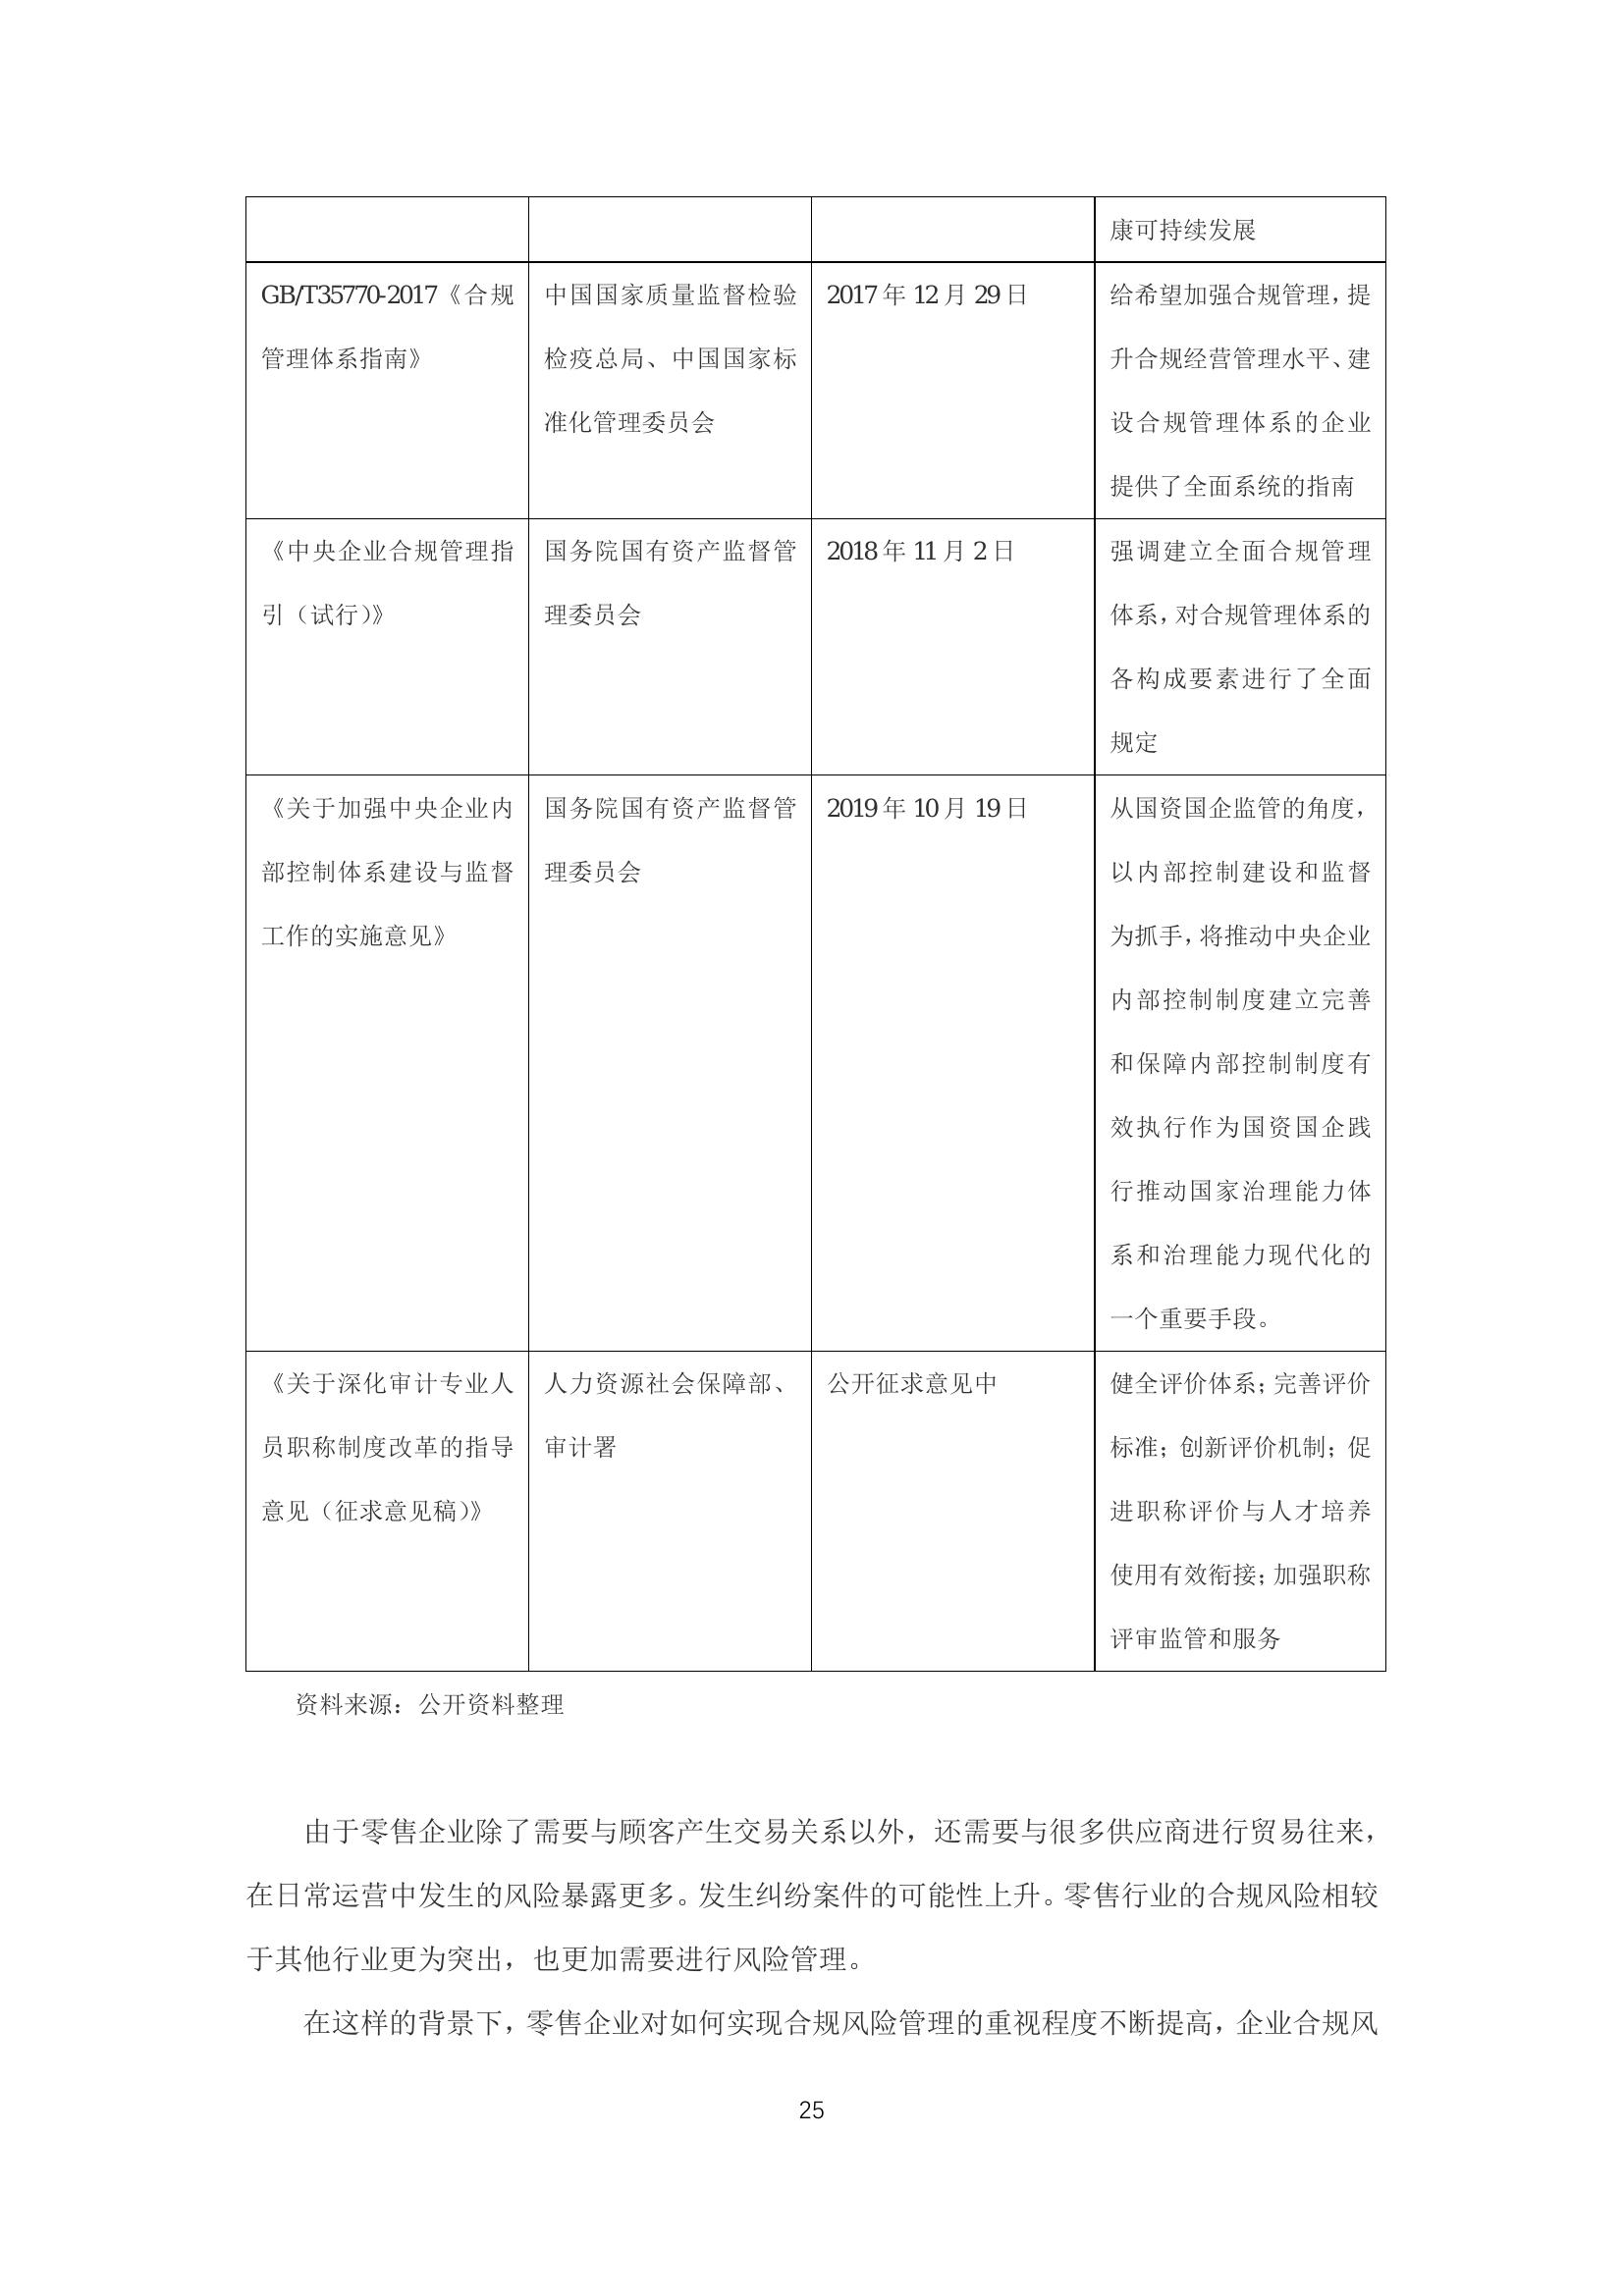 康可持续发展
GB/T35770-2017《合规
管理体系指南》
中国国家质量监督检验
检疫总局、中国国家标
准化管理委员会
2017 年 12 月 29 日
给希望加强合规管理，提
升合规经营管理水平、建
设合规管理体系的企业
提供了全面系统的指南
《中央企业合规管理指
引（试行）》
国务院国有资产监督管
理委员会
2018 年 11 月 2 日
强调建立全面合规管理
体系，对合规管理体系的
各构成要素进行了全面
规定
《关于加强中央企业内
部控制体系建设与监督
工作的实施意见》
国务院国有资产监督管
理委员会
2019 年 10 月 19 日
从国资国企监管的角度，
以内部控制建设和监督
为抓手，将推动中央企业
内部控制制度建立完善
和保障内部控制制度有
效执行作为国资国企践
行推动国家治理能力体
系和治理能力现代化的
一个重要手段。
《关于深化审计专业人
员职称制度改革的指导
意见（征求意见稿）》
人力资源社会保障部、
审计署
公开征求意见中
健全评价体系；完善评价
标准；创新评价机制；促
进职称评价与人才培养
使用有效衔接；加强职称
评审监管和服务
资料来源：公开资料整理
由于零售企业除了需要与顾客产生交易关系以外，还需要与很多供应商进行贸易往来，
在日常运营中发生的风险暴露更多。发生纠纷案件的可能性上升。零售行业的合规风险相较
于其他行业更为突出，也更加需要进行风险管理。
在这样的背景下，零售企业对如何实现合规风险管理的重视程度不断提高，企业合规风
25